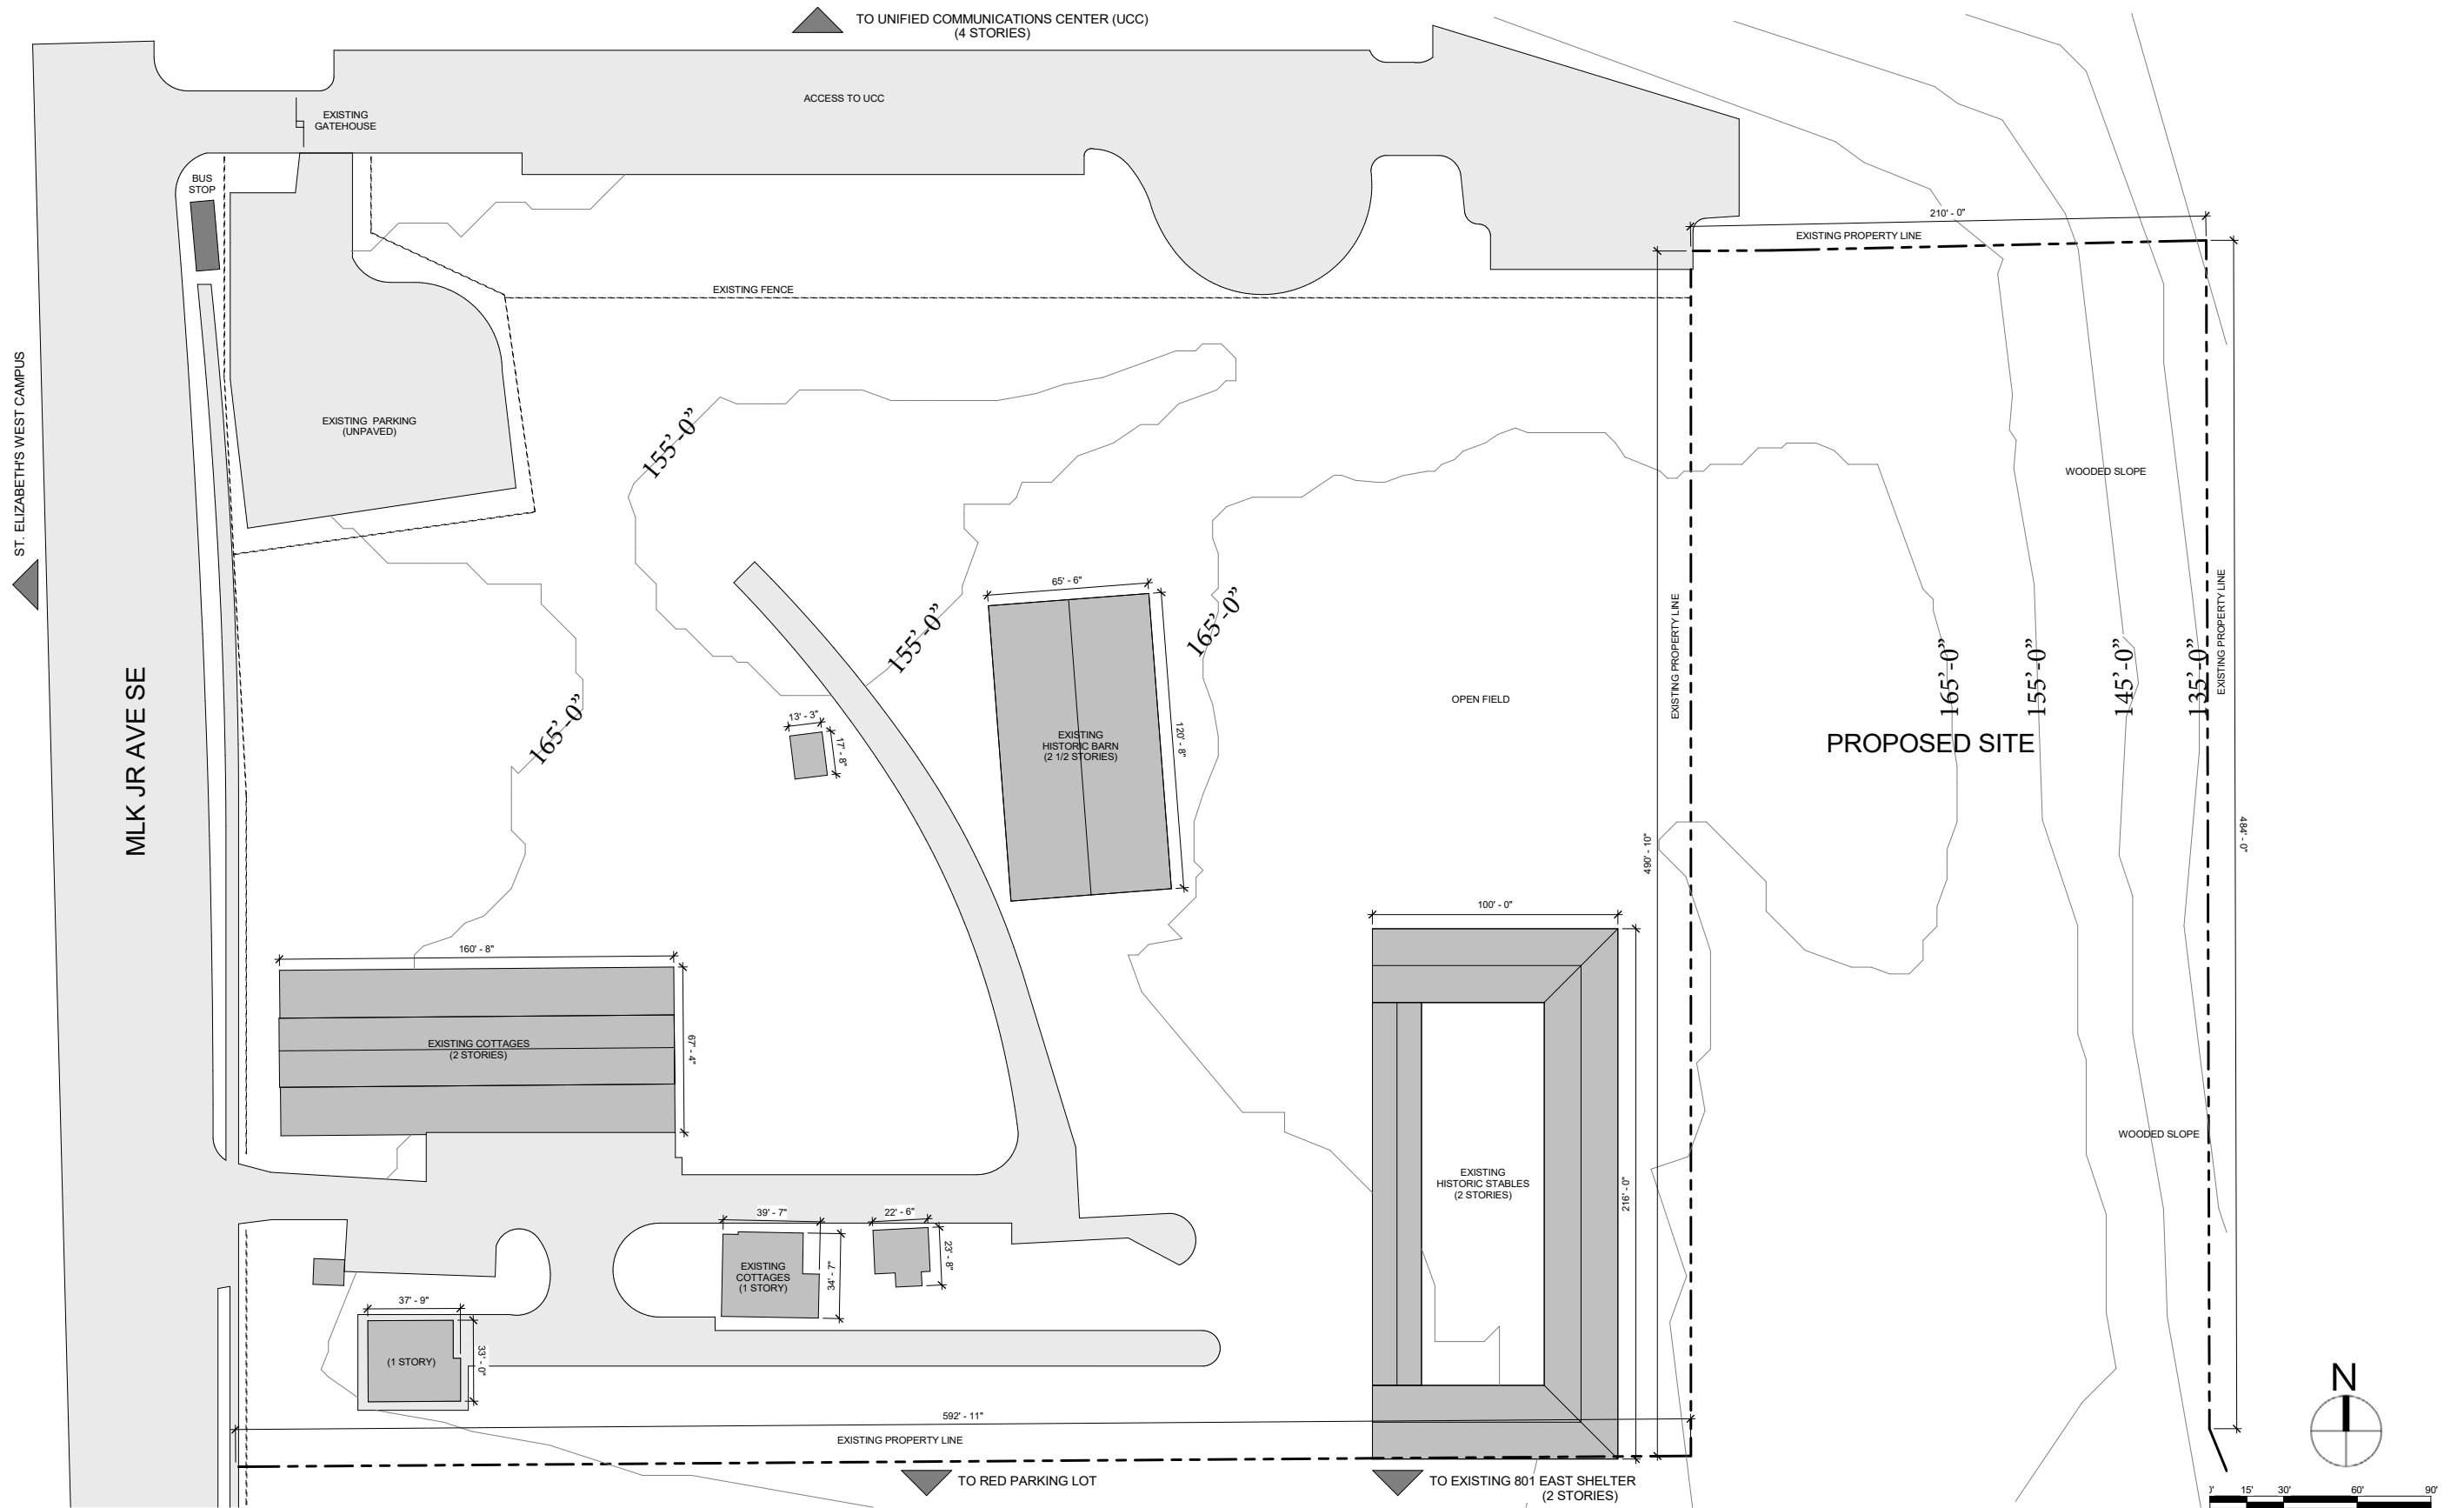 TO UNIFIED COMMUNICATIONS CENTER (UCC)
(4 STORIES)
ACCESS TO UCC
EXISTING
GATEHOUSE
BUS
STOP
210' - 0"
EXISTING PROPERTY LINE
EXISTING FENCE
ST. ELIZABETH'S WEST CAMPUS
EXISTING PARKING
(UNPAVED)
155'-0"
WOODED SLOPE
65' - 6"
155'-0"
165'-0"
EXISTING PROPERTY LINE
EXISTING PROPERTY LINE
165'-0"
155'-0"
145'-0"
135'-0"
MLK JR AVE SE
165'-0"
13' - 3"
17' - 8"
EXISTING
HISTORIC BARN
(2 1/2 STORIES)
120' - 8"
OPEN FIELD
PROPOSED SITE
490' - 10"
484' - 0"
100' - 0"
160' - 8"
EXISTING COTTAGES
(2 STORIES)
67' - 4"
WOODED SLOPE
EXISTING
HISTORIC STABLES
(2 STORIES)
216' - 0"
39' - 7"
22' - 6"
EXISTING
COTTAGES
(1 STORY)
34' - 7"
23' - 8"
37' - 9"
(1 STORY)
33' - 0"
592' - 11"
EXISTING PROPERTY LINE
N
TO RED PARKING LOT
TO EXISTING 801 EAST SHELTER
(2 STORIES)
15'
30'
60'
90'